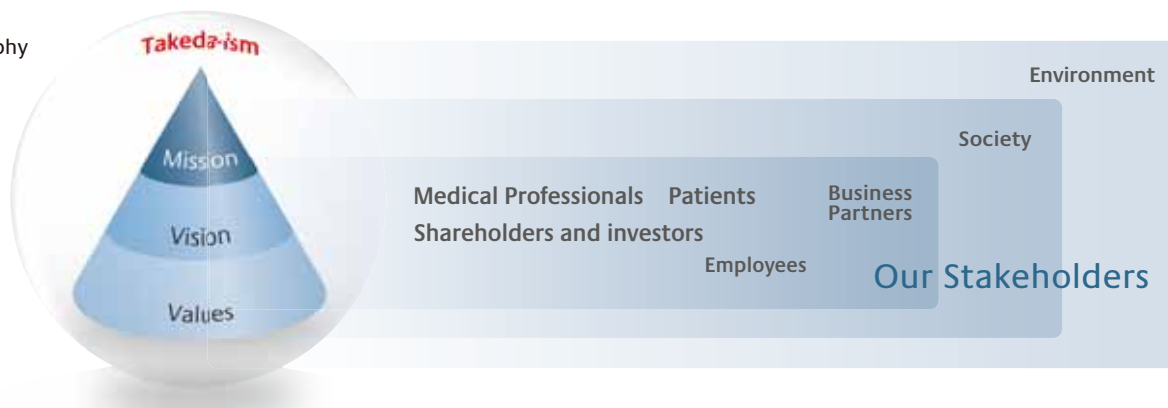 phy
Takeda-ism
Mission
Vision
Values
Environment
Society
Medical Professionals Patients
Business
Partners
Shareholders and investors
Employees
Our Stakeholders